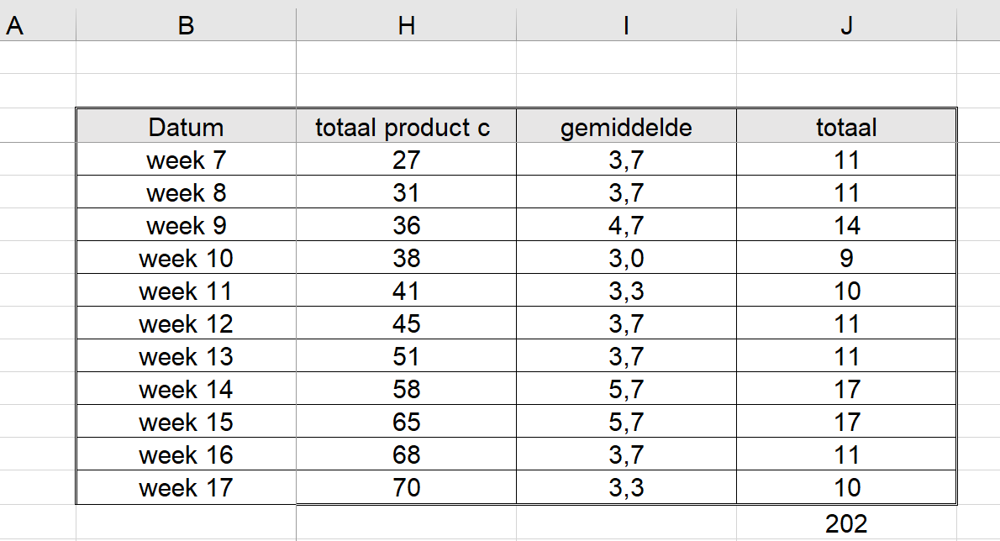 A B H I J
Datum totaal product c gemiddelde totaal
week 7 27 3,7 11
week 8 31 3,7 11
week 9 36 4,7 14
week 10 38 3,0 9
week 11 41 3,3 10
week 12 45 3,7 11
week 13 51 3,7 11
week 14 58 5,7 17
week 15 65 5,7 17
week 16 68 3,7 11
week 17 70 3,3 10
202